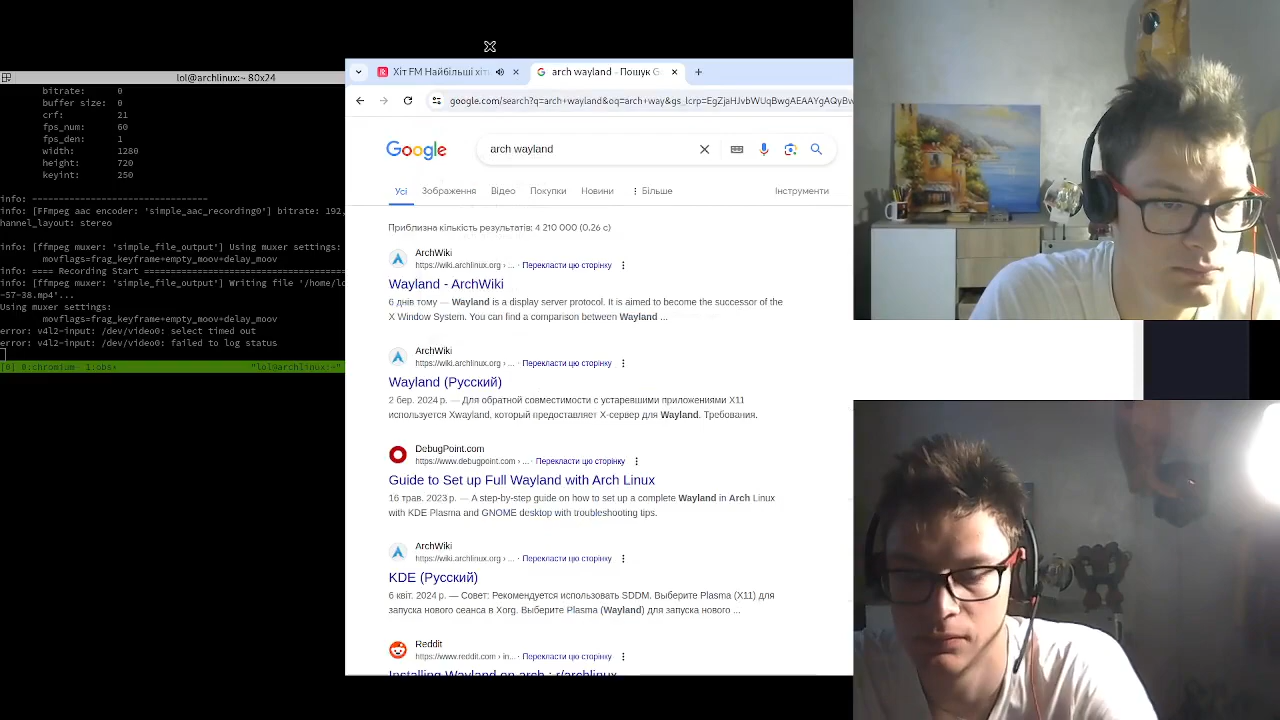 lol@archlinux:~ 80x24
bitrate: 0
buffer size: 0
crf: 21
fps_num: 60
fps_den: 1
width: 1280
height: 720
keyint: 250
info: ---------------------------------
info: [FFmpeg aac encoder: 'simple_aac_recording0'] bitrate: 192,
hannel_layout: stereo
info: [ffmpeg muxer: 'simple_file_output'] Using muxer settings:
movflags=frag_keyframe+empty_moov+delay_moov
info: ==== Recording Start
info: [ffmpeg muxer: 'simple_file_output'] Writing file '/home/lo
-57-38.mp4'...
Using muxer settings:
movflags=frag_keyframe+empty_moov+delay_moov
error: v4l2-input: /dev/video0: select timed out
error: v4l2-input: /dev/video0: failed to log status
[0] 0:chromium- 1:obs* "lol@archlinux:~"
Хіт FM Найбільші хіт
arch wayland - Пошук G
google.com/search?q=arch+wayland&oq=arch+way&gs_lcrp=EgZjaHJvbWUqBwgAEAAYgAQyBw
Google
arch wayland
Усі Зображення Відео Покупки Новини Більше Інструменти
Приблизна кількість результатів: 4 210 000 (0.26 с)
ArchWiki
https://wiki.archlinux.org › ... · Перекласти цю сторінку
Wayland - ArchWiki
6 днів тому — Wayland is a display server protocol. It is aimed to become the successor of the
X Window System. You can find a comparison between Wayland ...
ArchWiki
https://wiki.archlinux.org › ... · Перекласти цю сторінку
Wayland (Русский)
2 бер. 2024 р. — Для обратной совместимости с устаревшими приложениями X11
используется Xwayland, который предоставляет X-сервер для Wayland. Требования.
DebugPoint.com
https://www.debugpoint.com › ... · Перекласти цю сторінку
Guide to Set up Full Wayland with Arch Linux
16 трав. 2023 р. — A step-by-step guide on how to set up a complete Wayland in Arch Linux
with KDE Plasma and GNOME desktop with troubleshooting tips.
ArchWiki
https://wiki.archlinux.org › ... · Перекласти цю сторінку
KDE (Русский)
6 квіт. 2024 р. — Совет: Рекомендуется использовать SDDM. Выберите Plasma (X11) для
запуска нового сеанса в Xorg. Выберите Plasma (Wayland) для запуска нового ...
Reddit
https://www.reddit.com › in... · Перекласти цю сторінку
Installing Wayland on arch : r/archlinux